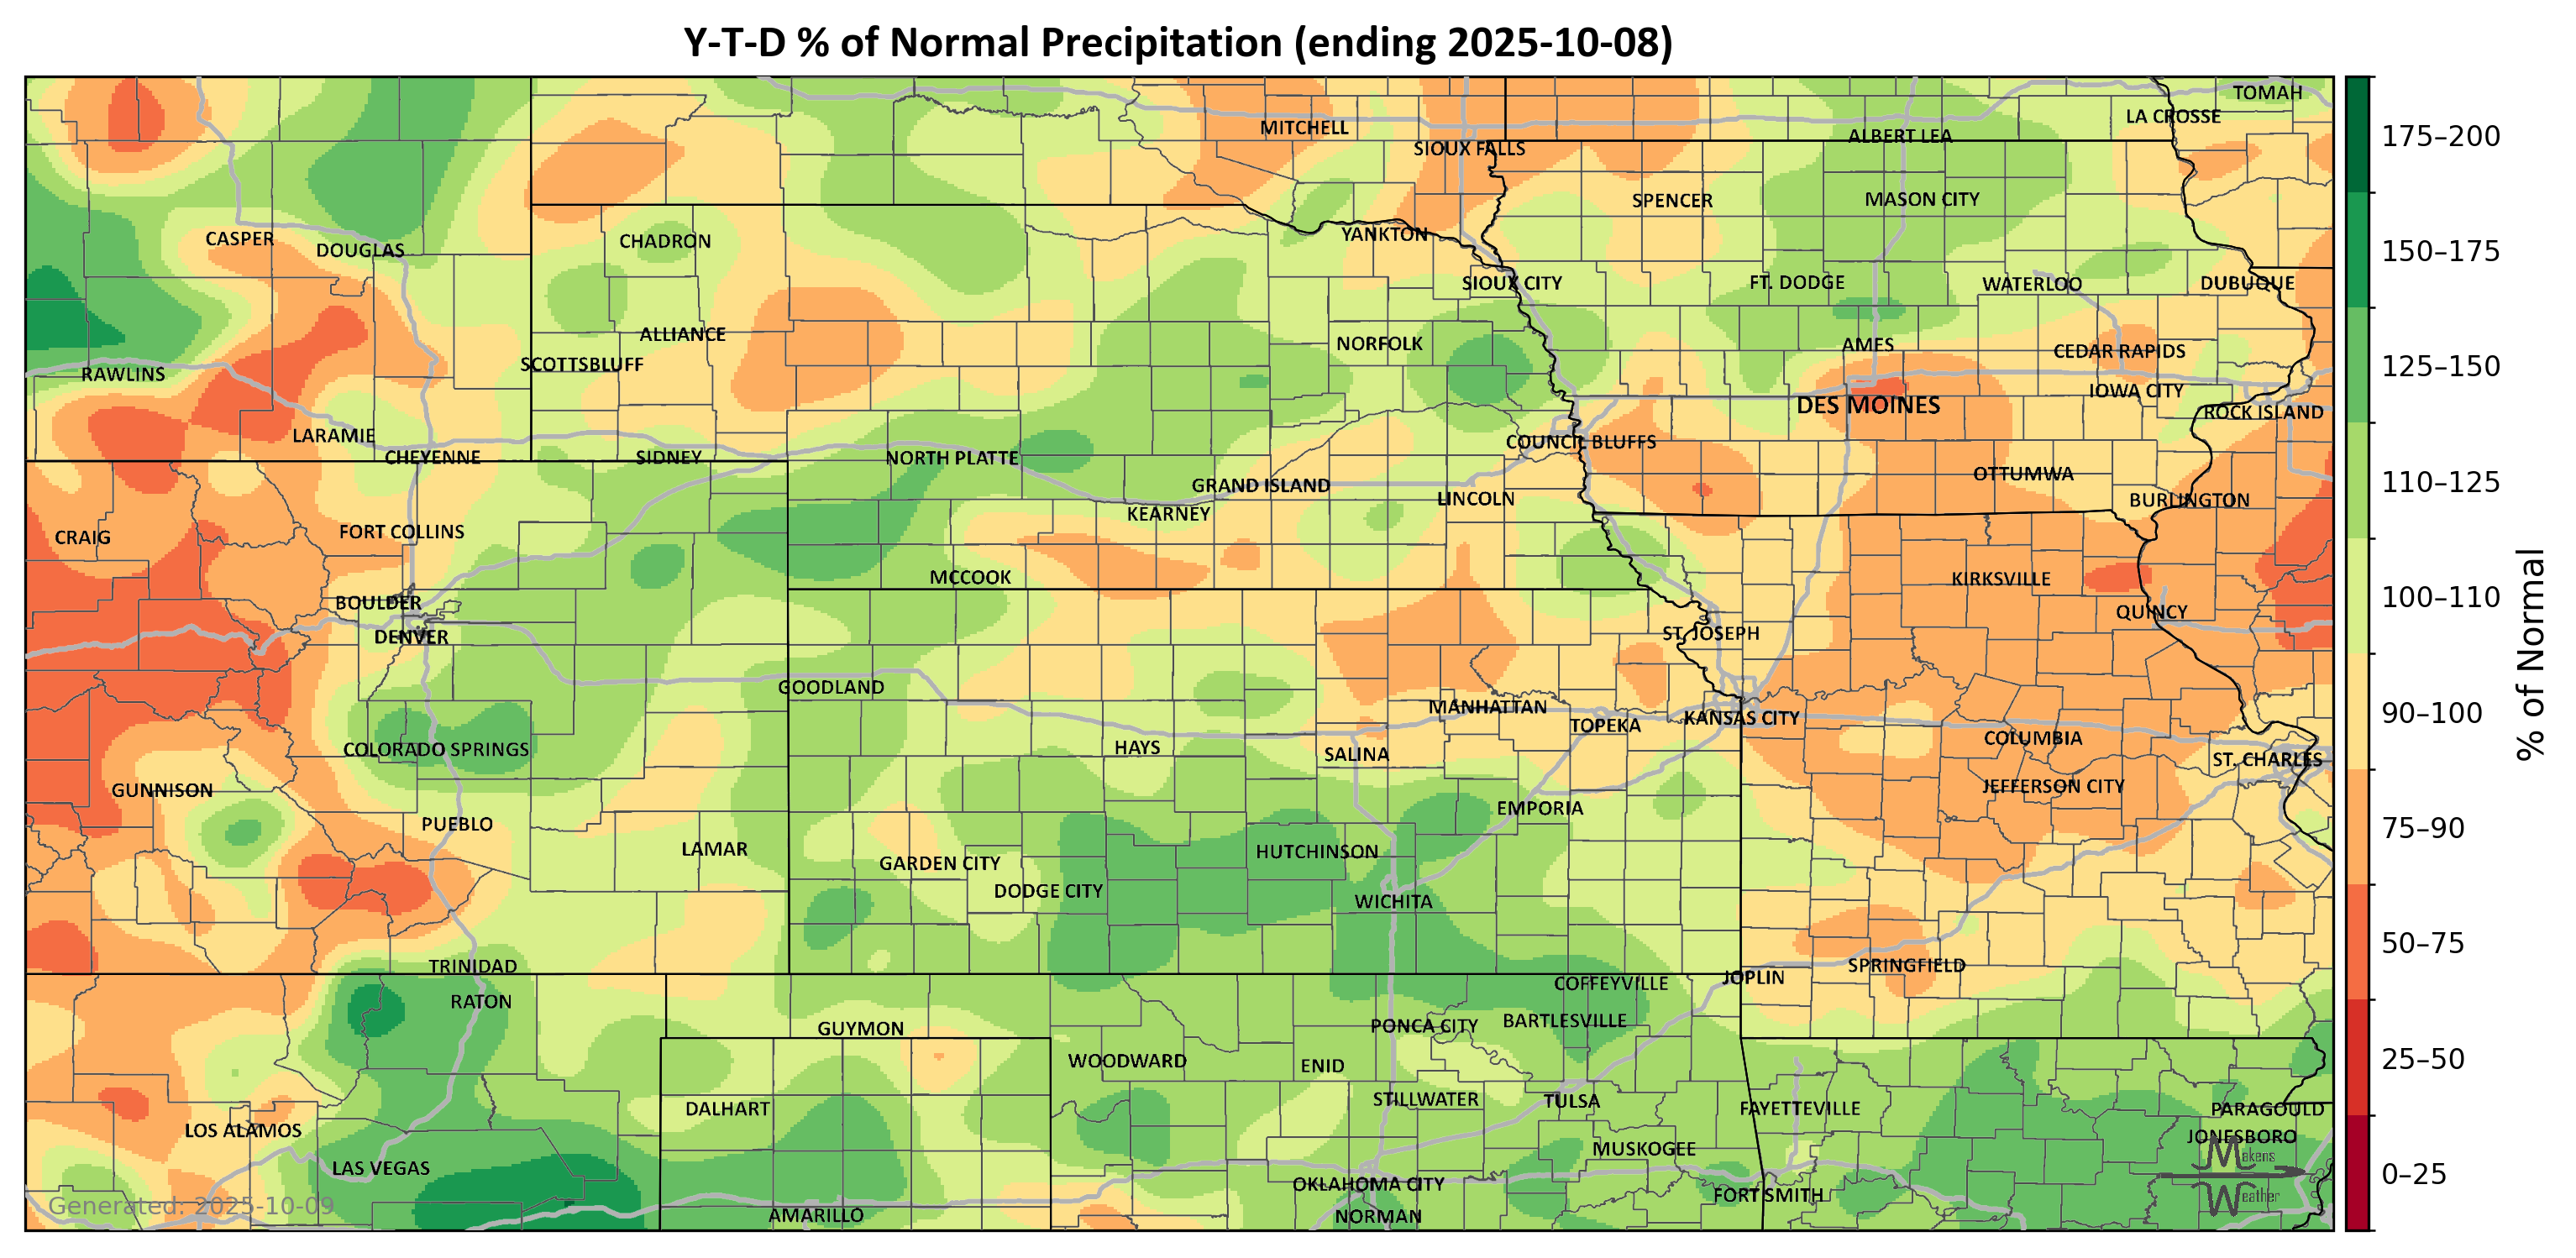 Y-T-D % of Normal Precipitation (ending 2025-10-08)
TOMAH
LA CROSSE
MITCHELL
ALBERT LEA
SIOUX FALLS
SPENCER
MASON CITY
CASPER
DOUGLAS
CHADRON
YANKTON
SIOUX CITY
FT. DODGE
WATERLOO
DUBUQUE
ALLIANCE
NORFOLK
AMES
CEDAR RAPIDS
SCOTTSBLUFF
RAWLINS
IOWA CITY
DES MOINES
ROCK ISLAND
LARAMIE
COUNCIL BLUFFS
CHEYENNE
SIDNEY
NORTH PLATTE
OTTUMWA
GRAND ISLAND
LINCOLN
BURLINGTON
KEARNEY
CRAIG
FORT COLLINS
MCCOOK
KIRKSVILLE
BOULDER
QUINCY
DENVER
ST. JOSEPH
GOODLAND
MANHATTAN
KANSAS CITY
TOPEKA
COLUMBIA
COLORADO SPRINGS
HAYS
SALINA
ST. CHARLES
GUNNISON
JEFFERSON CITY
EMPORIA
PUEBLO
LAMAR
HUTCHINSON
GARDEN CITY
DODGE CITY
WICHITA
TRINIDAD
SPRINGFIELD
JOPLIN
COFFEYVILLE
RATON
BARTLESVILLE
GUYMON
PONCA CITY
WOODWARD
ENID
STILLWATER
TULSA
DALHART
FAYETTEVILLE
PARAGOULD
LOS ALAMOS
JONESBORO
MUSKOGEE
LAS VEGAS
OKLAHOMA CITY
FORT SMITH
AMARILLO
NORMAN
Makens
Weather
Generated: 2025-10-09
175–200
150–175
125–150
110–125
100–110
90–100
75–90
50–75
25–50
0–25
% of Normal